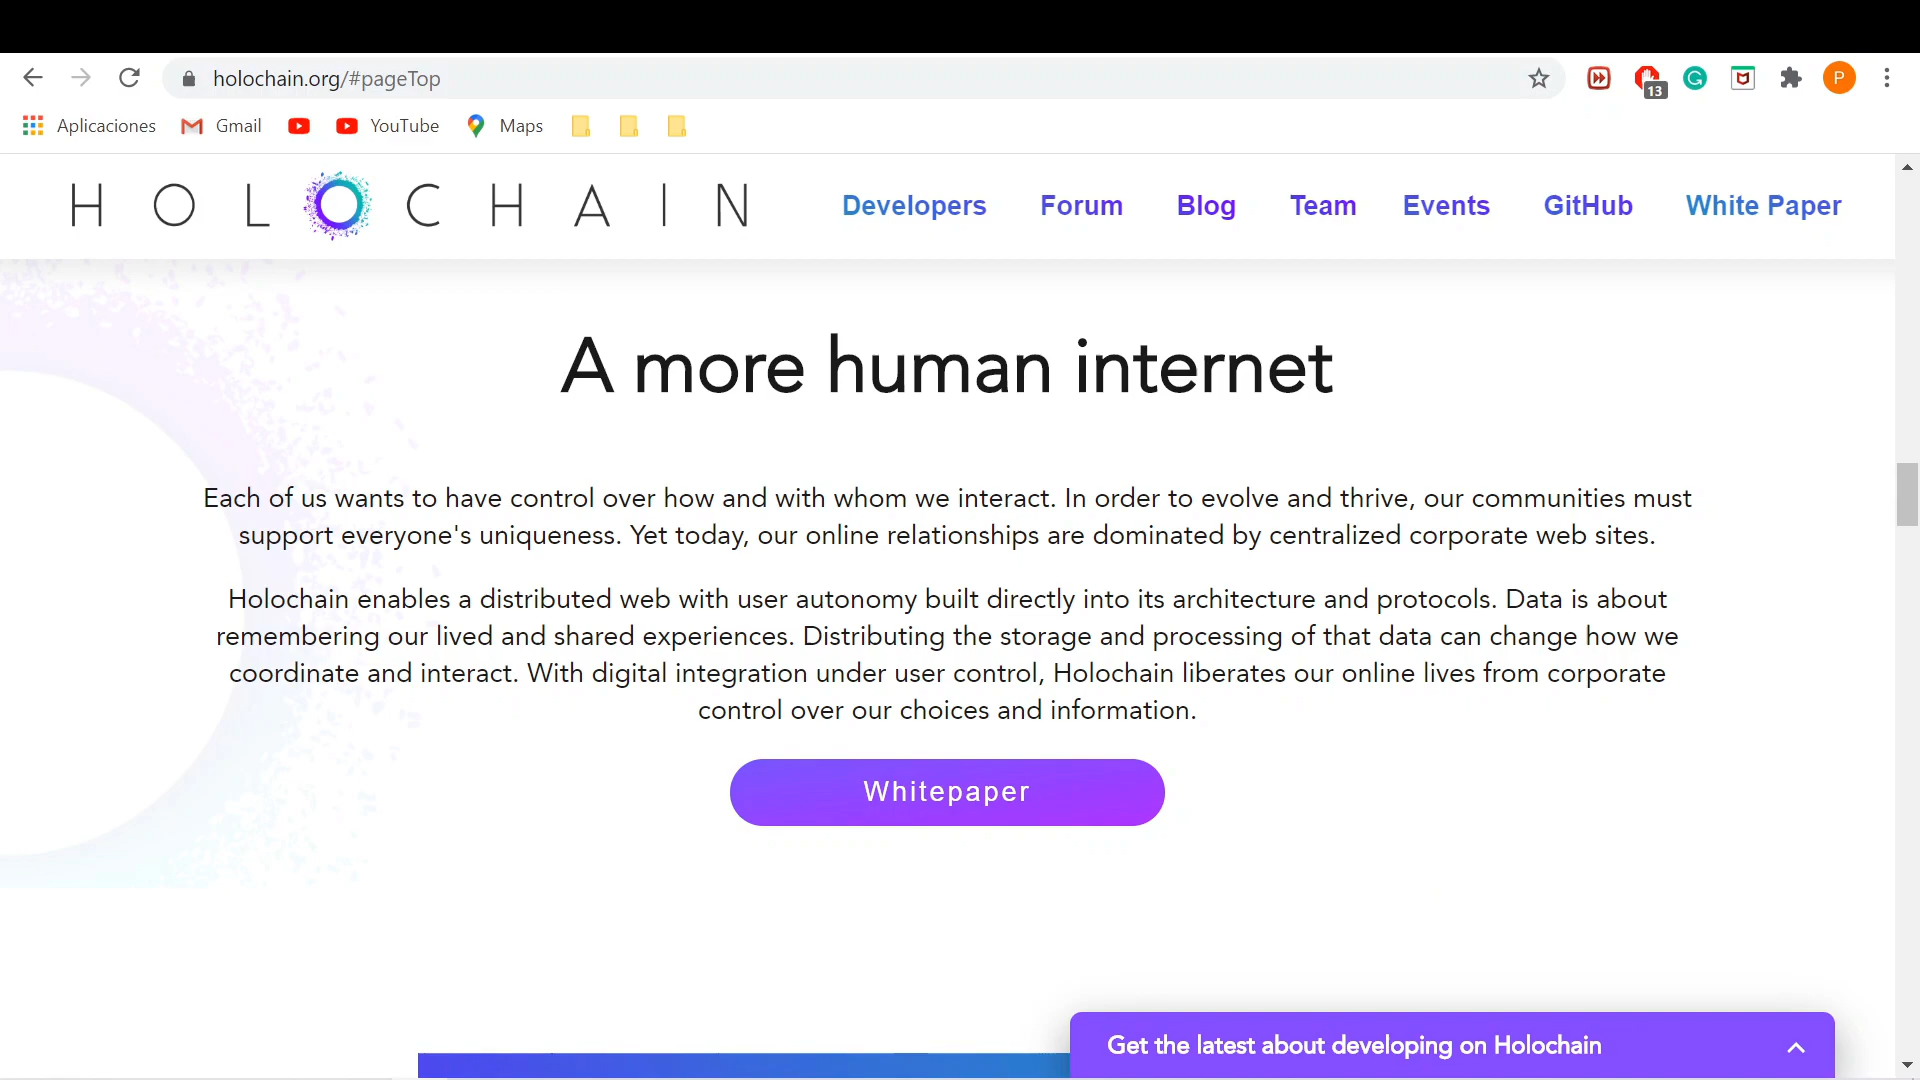 holochain.org/#pageTop
13
P
Aplicaciones Gmail YouTube Maps
HOLOCHAIN Developers Forum Blog Team Events GitHub White Paper
A more human internet
Each of us wants to have control over how and with whom we interact. In order to evolve and thrive, our communities must
support everyone's uniqueness. Yet today, our online relationships are dominated by centralized corporate web sites.
Holochain enables a distributed web with user autonomy built directly into its architecture and protocols. Data is about
remembering our lived and shared experiences. Distributing the storage and processing of that data can change how we
coordinate and interact. With digital integration under user control, Holochain liberates our online lives from corporate
control over our choices and information.
Whitepaper
Get the latest about developing on Holochain